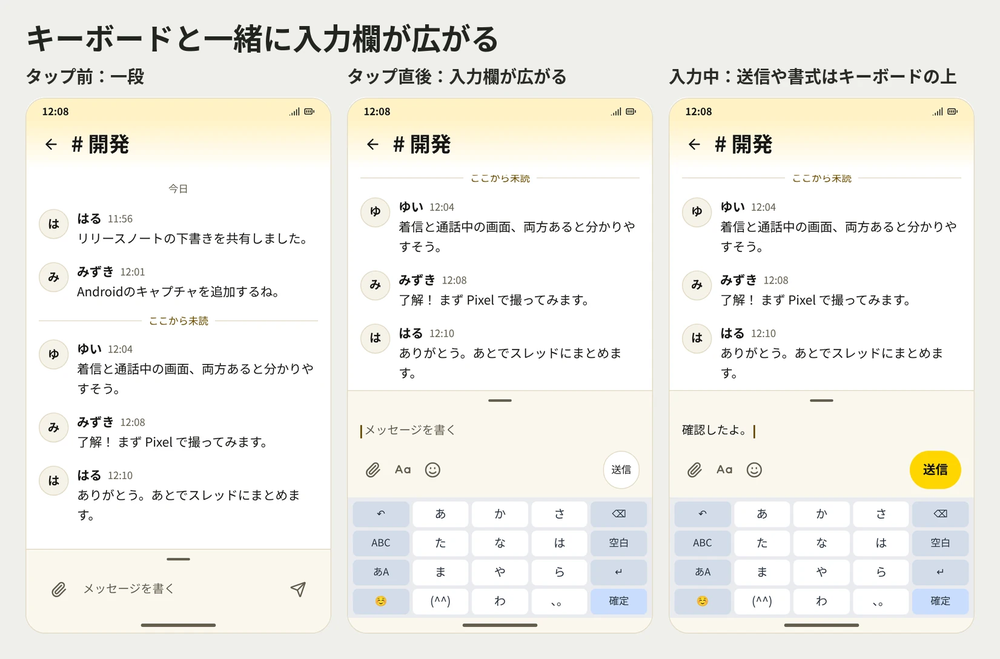 キーボードと一緒に入力欄が広がる
タップ前：一段
12:08
← # 開発
今日
は
はる 11:56
リリースノートの下書きを共有しました。
み
みずき 12:01
Androidのキャプチャを追加するね。
ここから未読
ゆ
ゆい 12:04
着信と通話中の画面、両方あると分かりや
すそう。
み
みずき 12:08
了解！ まず Pixel で撮ってみます。
は
はる 12:10
ありがとう。あとでスレッドにまとめま
す。
メッセージを書く
タップ直後：入力欄が広がる
12:08
← # 開発
ここから未読
ゆ
ゆい 12:04
着信と通話中の画面、両方あると分かりや
すそう。
み
みずき 12:08
了解！ まず Pixel で撮ってみます。
は
はる 12:10
ありがとう。あとでスレッドにまとめま
す。
メッセージを書く
Aa 送信
↶ あ か さ ⌫
ABC た な は 空白
あA ま や ら ↵
😊 (^^) わ 、。 確定
入力中：送信や書式はキーボードの上
12:08
← # 開発
ここから未読
ゆ
ゆい 12:04
着信と通話中の画面、両方あると分かりや
すそう。
み
みずき 12:08
了解！ まず Pixel で撮ってみます。
は
はる 12:10
ありがとう。あとでスレッドにまとめま
す。
確認したよ。
Aa 送信
↶ あ か さ ⌫
ABC た な は 空白
あA ま や ら ↵
😊 (^^) わ 、。 確定